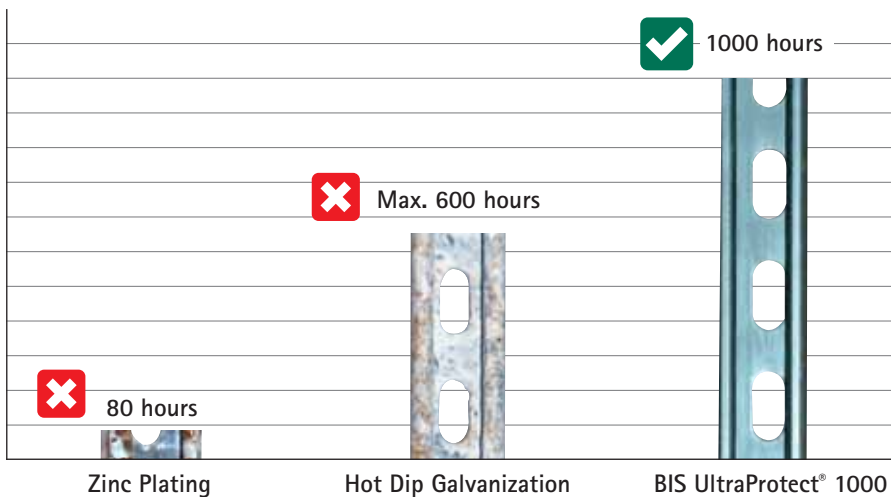 1000 hours
Max. 600 hours
80 hours
Zinc Plating
Hot Dip Galvanization
BIS UltraProtect® 1000